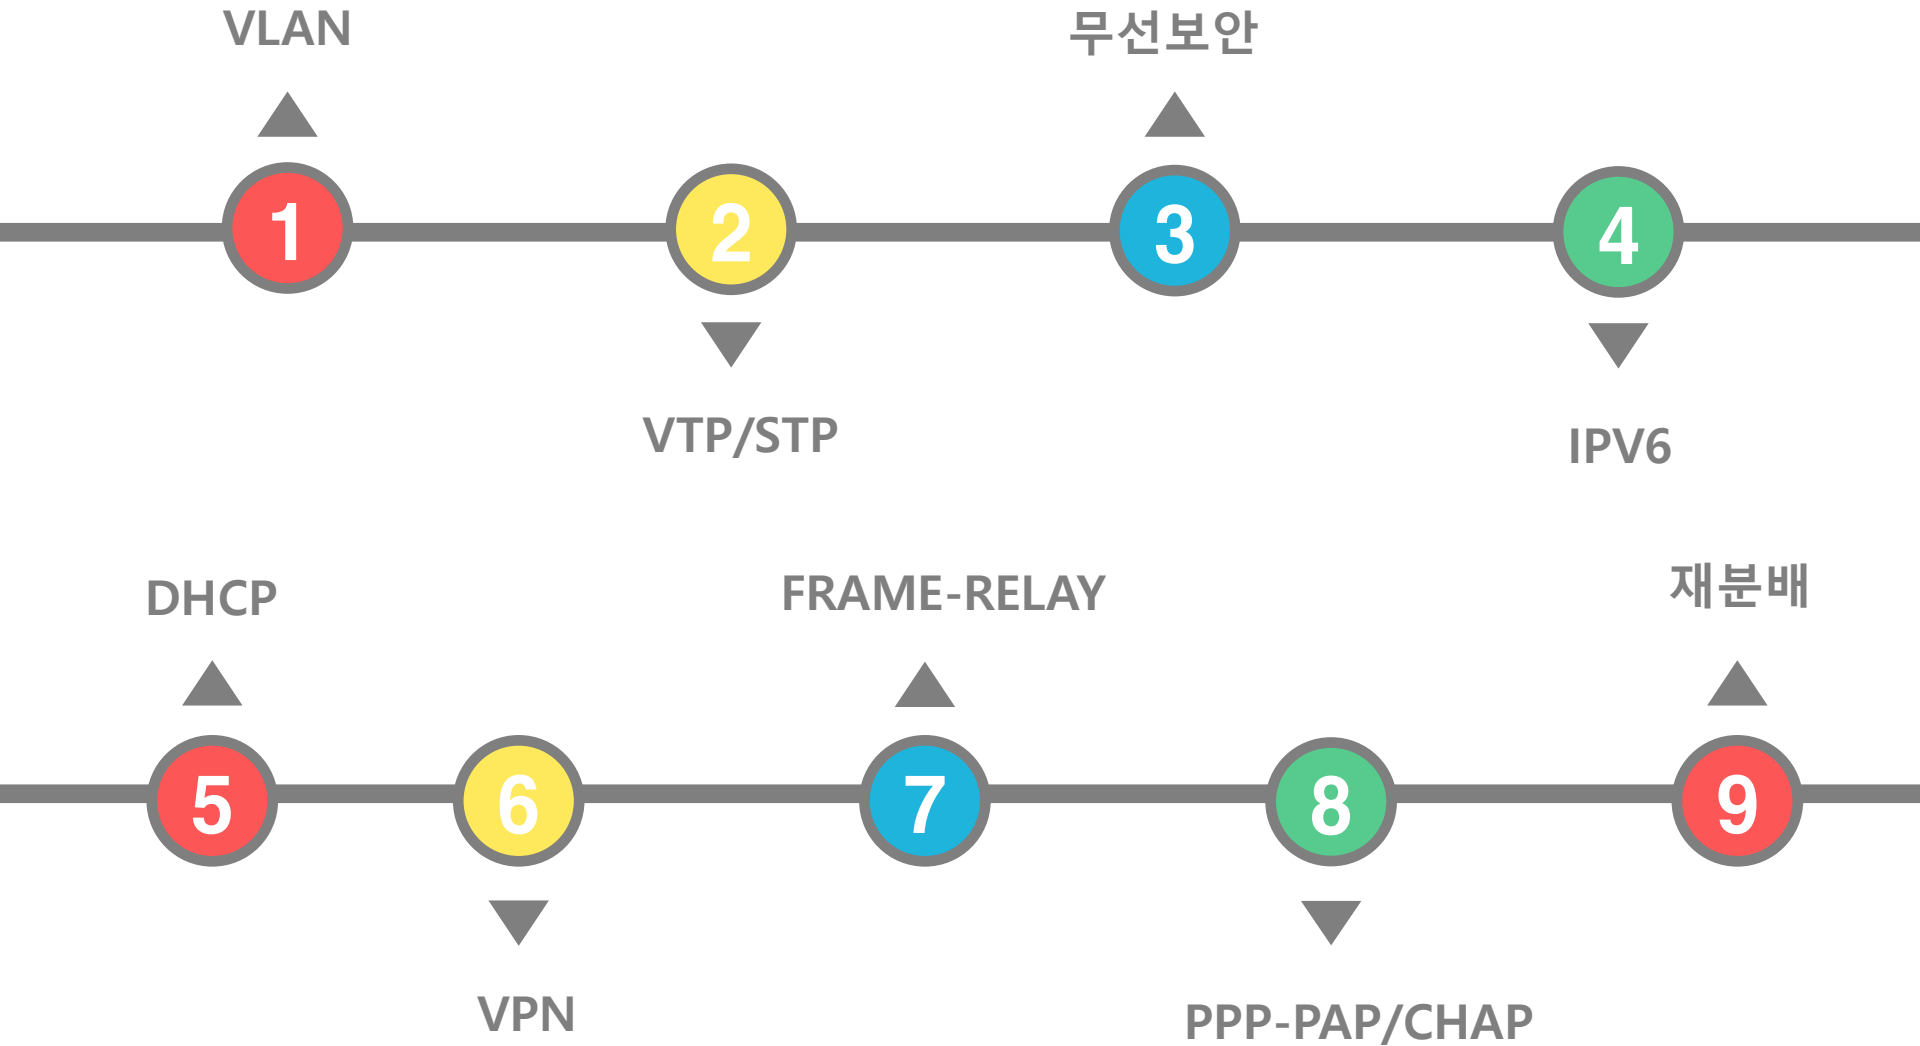 VLAN
무선보안
1
2
3
4
VTP/STP
IPV6
DHCP
FRAME-RELAY
재분배
5
6
7
8
9
VPN
PPP-PAP/CHAP